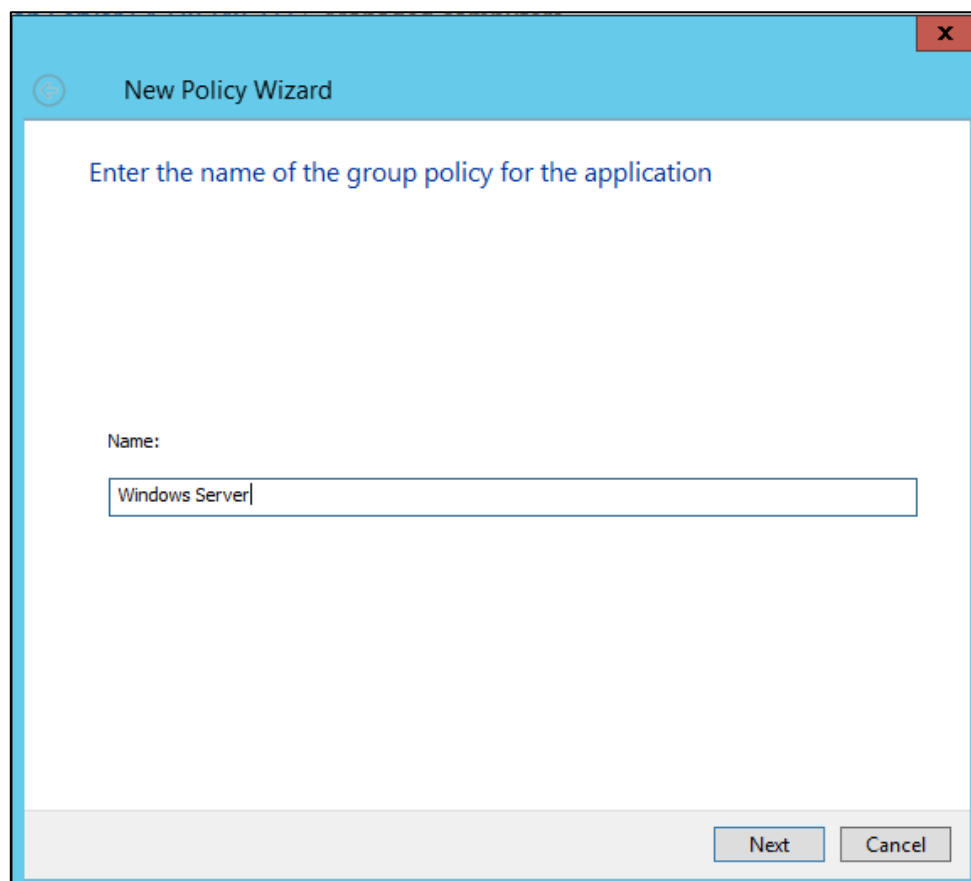 X
New Policy Wizard
Enter the name of the group policy for the application
Name:
Windows Server
Next
Cancel